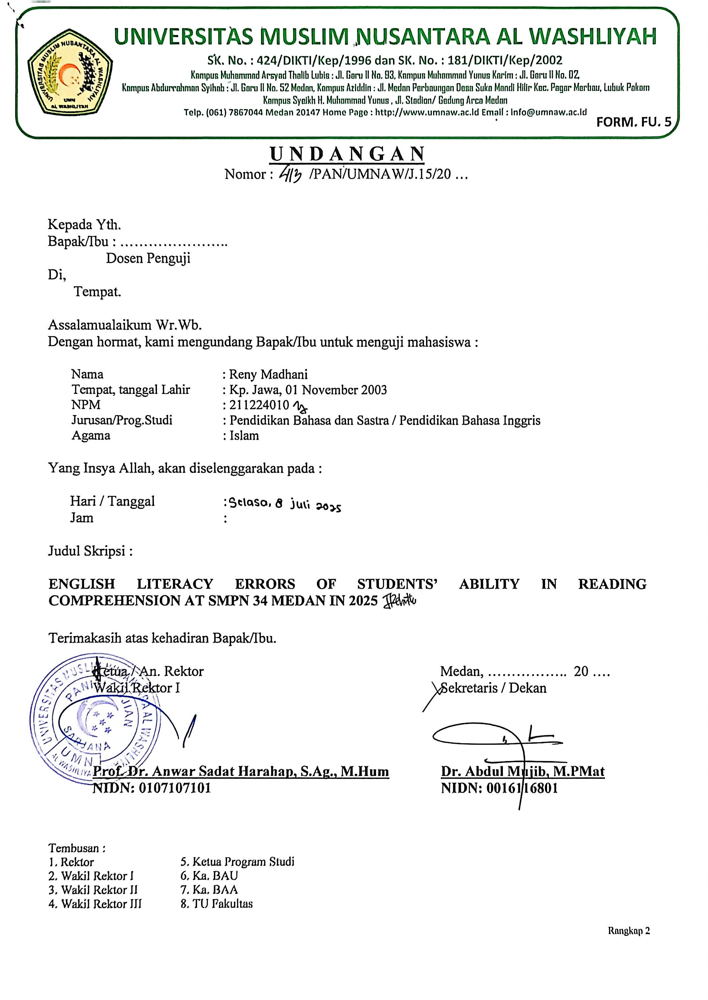 UNIVERSITAS MUSLIM NUSANTARA AL WASHLIYAH
SK. No. : 424/DIKTI/Kep/1996 dan SK. No. : 181/DIKTI/Kep/2002
Kampus Muhammad Arsyad Thalib Lubis : Jl. Garu II No. 93, Kampus Muhammad Yunus Karim : Jl. Garu II No. 02,
Kampus Abdurrahman Syihab : Jl. Garu II No. 52 Medan, Kampus Aziddin : Jl. Medan Perbaungan Desa Suka Mandi Hilir Kec. Pagar Merbau, Lubuk Pakam
Kampus Syeikh H. Muhammad Yunus , Jl. Stadion/ Gedung Arca Medan
Telp. (061) 7867044 Medan 20147 Home Page : http://www.umnaw.ac.id Email : info@umnaw.ac.id
FORM. FU. 5
UNIVERSITAS MUSLIM NUSANTARA AL WASHLIYAH
UMN
AL WASHLIYAH
UNDANGAN
Nomor : 413 /PAN/UMNAW/J.15/20 ...
Kepada Yth.
Bapak/Ibu : .......................
Dosen Penguji
Di,
Tempat.
Assalamualaikum Wr.Wb.
Dengan hormat, kami mengundang Bapak/Ibu untuk menguji mahasiswa :
Nama : Reny Madhani
Tempat, tanggal Lahir : Kp. Jawa, 01 November 2003
NPM : 211224010
Jurusan/Prog.Studi : Pendidikan Bahasa dan Sastra / Pendidikan Bahasa Inggris
Agama : Islam
Yang Insya Allah, akan diselenggarakan pada :
Hari / Tanggal : Selasa, 8 juli 2025
Jam :
Judul Skripsi :
ENGLISH LITERACY ERRORS OF STUDENTS' ABILITY IN READING
COMPREHENSION AT SMPN 34 MEDAN IN 2025
Terimakasih atas kehadiran Bapak/Ibu.
Ketua / An. Rektor
Wakil Rektor I
Medan, ................. 20 ....
Sekretaris / Dekan
SARJANA
UMN
AL WASHLIYAH
Prof. Dr. Anwar Sadat Harahap, S.Ag., M.Hum
NIDN: 0107107101
Dr. Abdul Mujib, M.PMat
NIDN: 0016116801
Tembusan :
1. Rektor
2. Wakil Rektor I
3. Wakil Rektor II
4. Wakil Rektor III
5. Ketua Program Studi
6. Ka. BAU
7. Ka. BAA
8. TU Fakultas
Rangkap 2